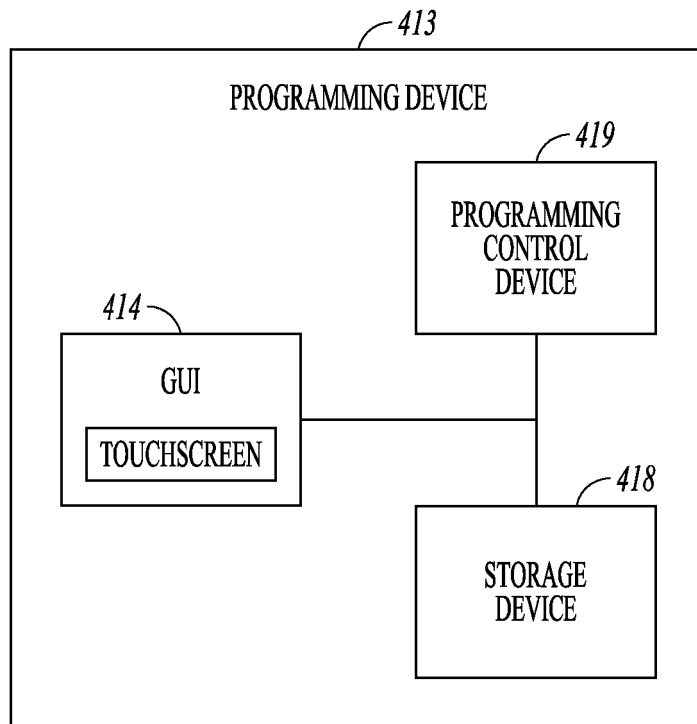 413
PROGRAMMING DEVICE
419
PROGRAMMING
CONTROL
DEVICE
414
GUI
TOUCHSCREEN
418
STORAGE
DEVICE